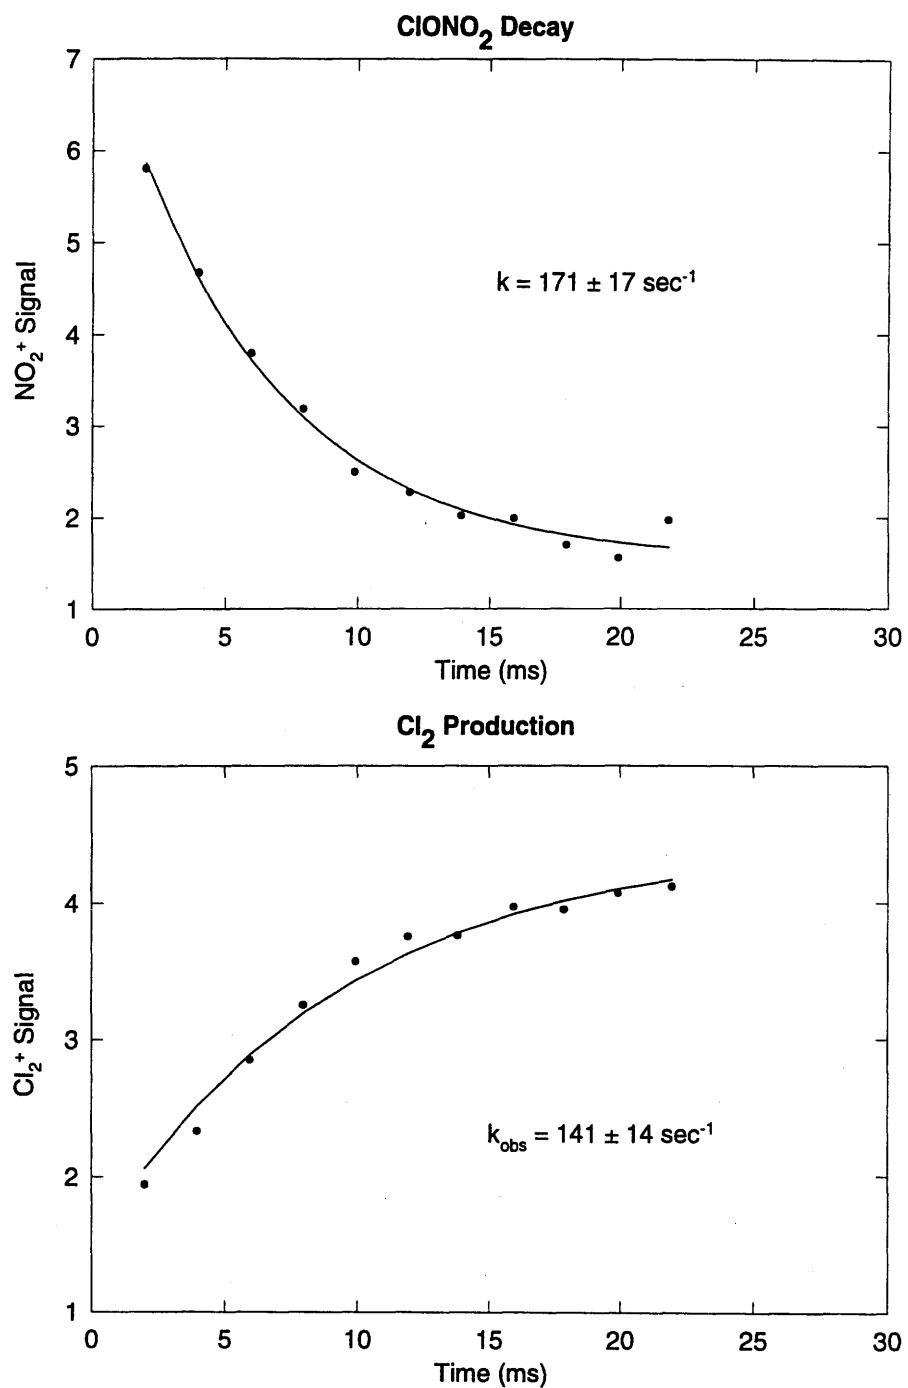 ClONO₂ Decay
7
6
5
4
3
2
1
NO₂⁺ Signal
k = 171 ± 17 sec⁻¹
0 5 10 15 20 25 30
Time (ms)
Cl₂ Production
5
4
3
2
1
Cl₂⁺ Signal
k_obs = 141 ± 14 sec⁻¹
0 5 10 15 20 25 30
Time (ms)